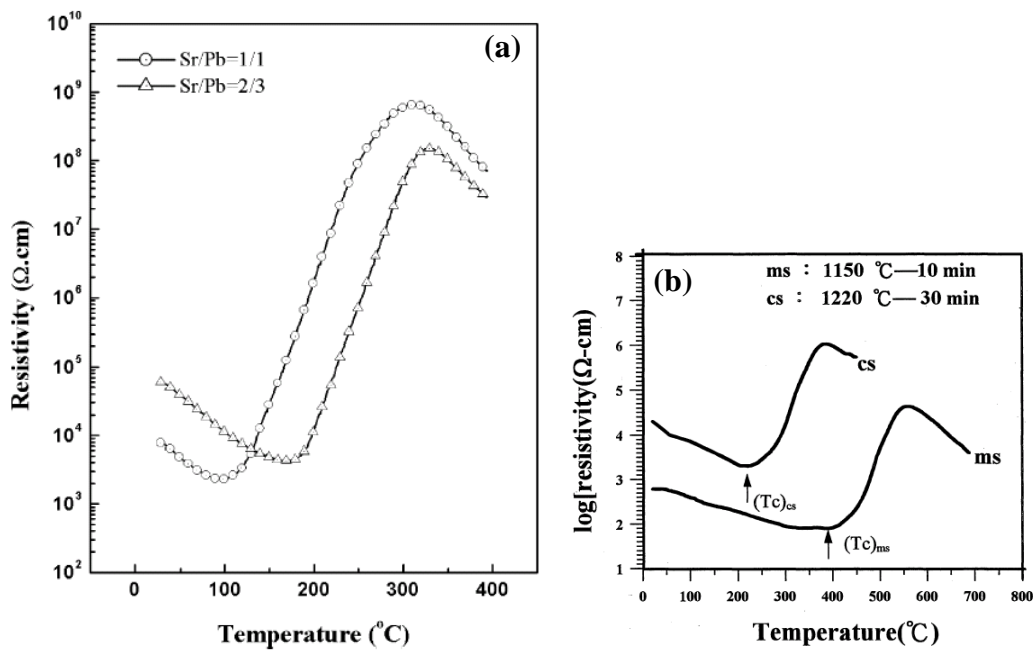 (a)
Sr/Pb=1/1
Sr/Pb=2/3
10^10
10^9
10^8
10^7
10^6
10^5
10^4
10^3
10^2
Resistivity (Ω.cm)
0 100 200 300 400
Temperature (°C)
(b)
ms : 1150 ℃—10 min
cs : 1220 ℃—30 min
8
7
6
5
4
3
2
1
log[resistivity(Ω-cm)
cs
ms
(Tc)cs
(Tc)ms
0 100 200 300 400 500 600 700 800
Temperature(℃)